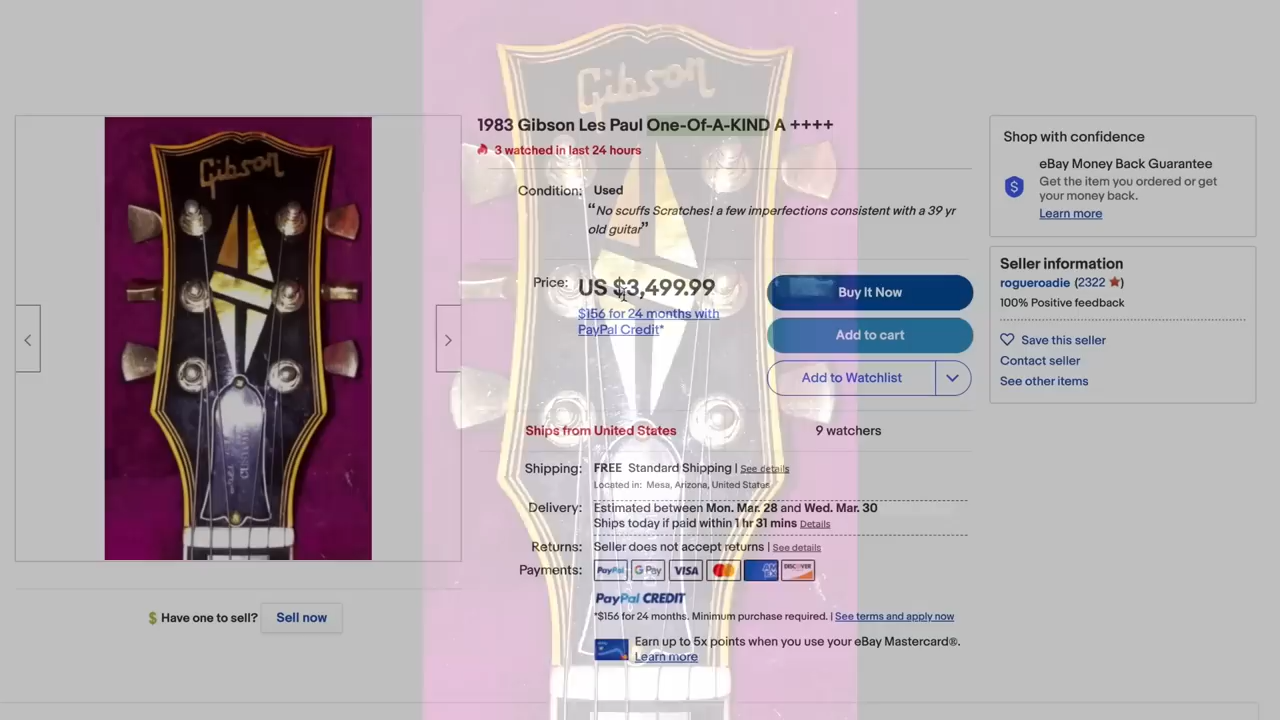 Gibson
Gibson
1983 Gibson Les Paul One-Of-A-KIND A ++++
3 watched in last 24 hours
Condition: Used
“No scuffs Scratches! a few imperfections consistent with a 39 yr
old guitar”
Price: US $3,499.99
$156 for 24 months with
PayPal Credit*
Buy It Now
Add to cart
Add to Watchlist
Ships from United States
9 watchers
Shipping: FREE Standard Shipping | See details
Located in: Mesa, Arizona, United States
Delivery: Estimated between Mon. Mar. 28 and Wed. Mar. 30
Ships today if paid within 1 hr 31 mins Details
Returns: Seller does not accept returns | See details
Payments: PayPal G Pay VISA AM EX DISCOVER
PayPal CREDIT
*$156 for 24 months. Minimum purchase required. | See terms and apply now
Earn up to 5x points when you use your eBay Mastercard®.
Learn more
$ Have one to sell? Sell now
Shop with confidence
eBay Money Back Guarantee
Get the item you ordered or get
your money back.
Learn more
Seller information
rogueroadie (2322)
100% Positive feedback
Save this seller
Contact seller
See other items